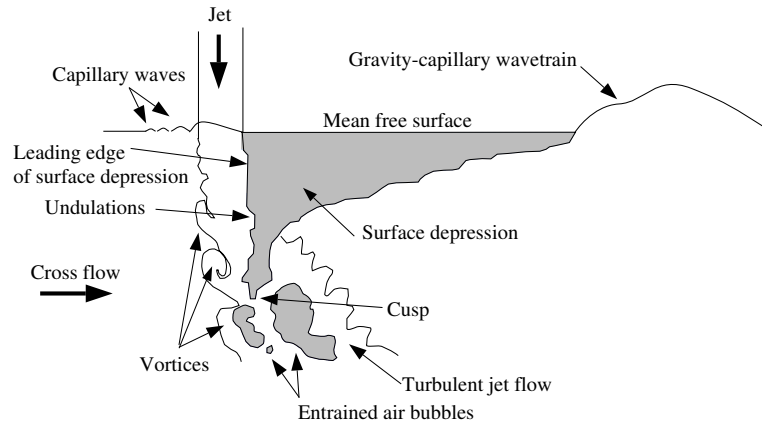 Jet
Gravity-capillary wavetrain
Capillary waves
Mean free surface
Leading edge
of surface depression
Undulations
Surface depression
Cross flow
Cusp
Vortices
Turbulent jet flow
Entrained air bubbles